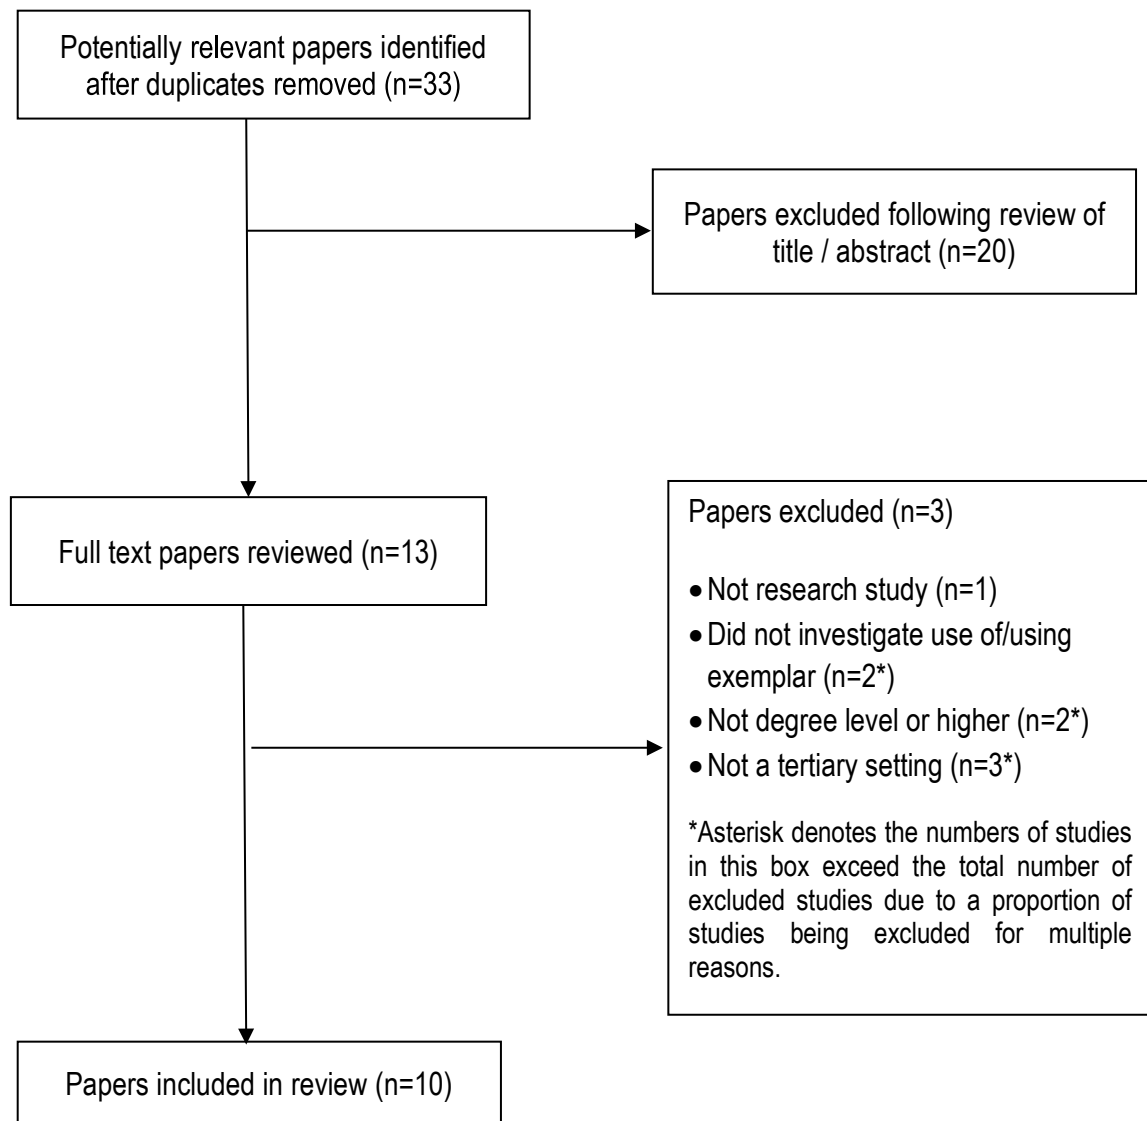 Potentially relevant papers identified
after duplicates removed (n=33)
Papers excluded following review of
title / abstract (n=20)
Full text papers reviewed (n=13)
Papers excluded (n=3)
• Not research study (n=1)
• Did not investigate use of/using
exemplar (n=2*)
• Not degree level or higher (n=2*)
• Not a tertiary setting (n=3*)
*Asterisk denotes the numbers of studies
in this box exceed the total number of
excluded studies due to a proportion of
studies being excluded for multiple
reasons.
Papers included in review (n=10)